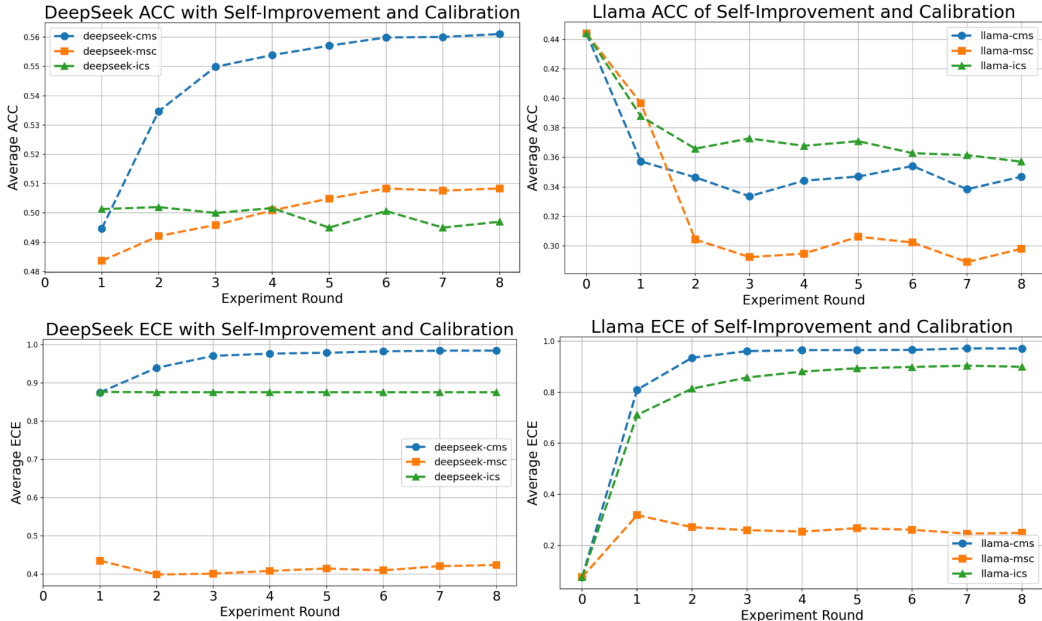 DeepSeek ACC with Self-Improvement and Calibration
deepseek-cms
deepseek-msc
deepseek-ics
Average ACC
0.56
0.55
0.54
0.53
0.52
0.51
0.50
0.49
0.48
0 1 2 3 4 5 6 7 8
Experiment Round
Llama ACC of Self-Improvement and Calibration
llama-cms
llama-msc
llama-ics
Average ACC
0.44
0.42
0.40
0.38
0.36
0.34
0.32
0.30
0 1 2 3 4 5 6 7 8
Experiment Round
DeepSeek ECE with Self-Improvement and Calibration
deepseek-cms
deepseek-msc
deepseek-ics
Average ECE
1.0
0.9
0.8
0.7
0.6
0.5
0.4
0 1 2 3 4 5 6 7 8
Experiment Round
Llama ECE of Self-Improvement and Calibration
Average ECE
1.0
0.8
0.6
0.4
0.2
llama-cms
llama-msc
llama-ics
0 1 2 3 4 5 6 7 8
Experiment Round